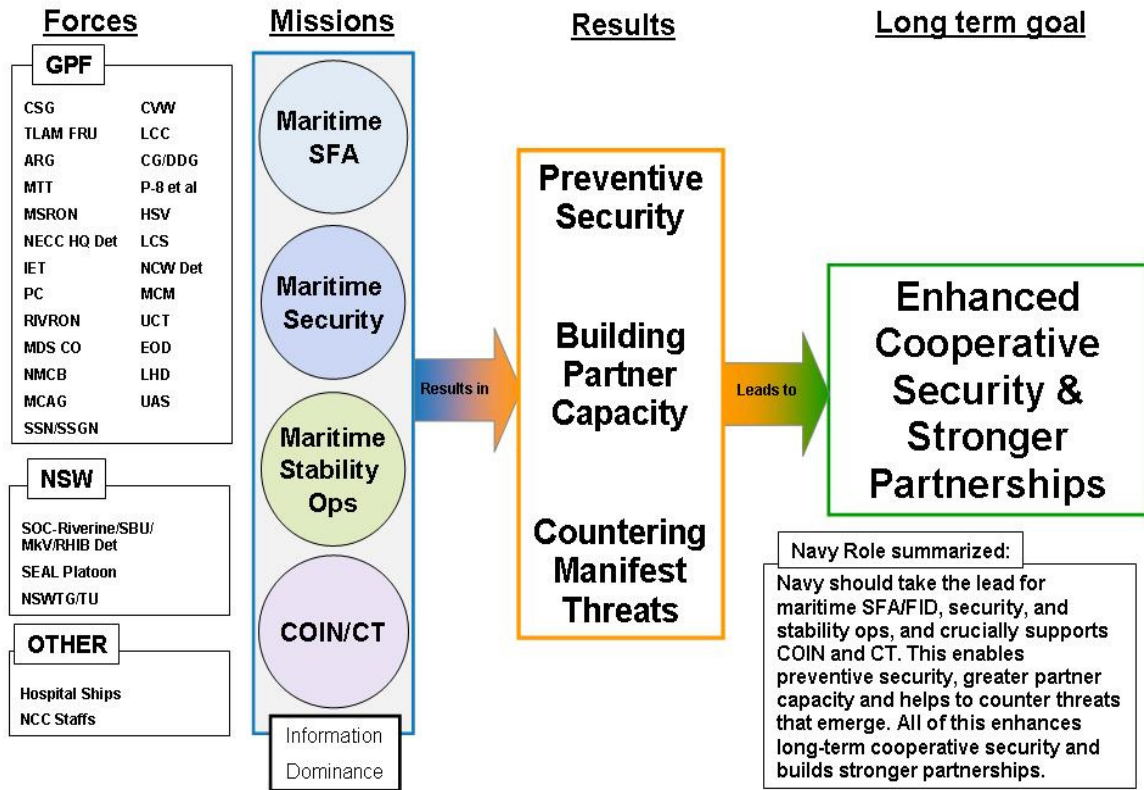 Forces
Missions
Results
Long term goal
GPF
CSG
TLAM FRU
ARG
MTT
MSRON
NECC HQ Det
IET
PC
RIVRON
MDS CO
NMCB
MCAG
SSN/SSGN
CVW
LCC
CG/DDG
P-8 et al
HSV
LCS
NCW Det
MCM
UCT
EOD
LHD
UAS
NSW
SOC-Riverine/SBU/
MkV/RHIB Det
SEAL Platoon
NSWTG/TU
OTHER
Hospital Ships
NCC Staffs
Maritime
SFA
Maritime
Security
Maritime
Stability
Ops
COIN/CT
Information
Dominance
Results in
Preventive
Security
Building
Partner
Capacity
Countering
Manifest
Threats
Leads to
Enhanced
Cooperative
Security &
Stronger
Partnerships
Navy Role summarized:
Navy should take the lead for
maritime SFA/FID, security, and
stability ops, and crucially supports
COIN and CT. This enables
preventive security, greater partner
capacity and helps to counter threats
that emerge. All of this enhances
long-term cooperative security and
builds stronger partnerships.